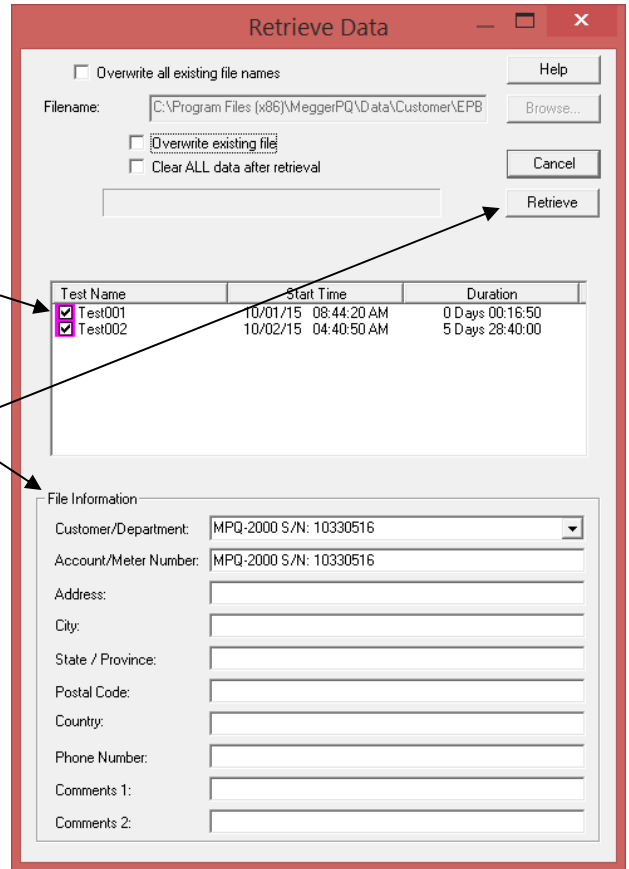 Retrieve Data
Overwrite all existing file names
Help
Filename: C:\Program Files (x86)\MeggerPQ\Data\Customer\EPB Browse...
Overwrite existing file
Clear ALL data after retrieval
Cancel
Retrieve
Test Name Start Time Duration
Test001 10/01/15 08:44:20 AM 0 Days 00:16:50
Test002 10/02/15 04:40:50 AM 5 Days 28:40:00
File Information
Customer/Department: MPQ-2000 S/N: 10330516
Account/Meter Number: MPQ-2000 S/N: 10330516
Address:
City:
State / Province:
Postal Code:
Country:
Phone Number:
Comments 1:
Comments 2: